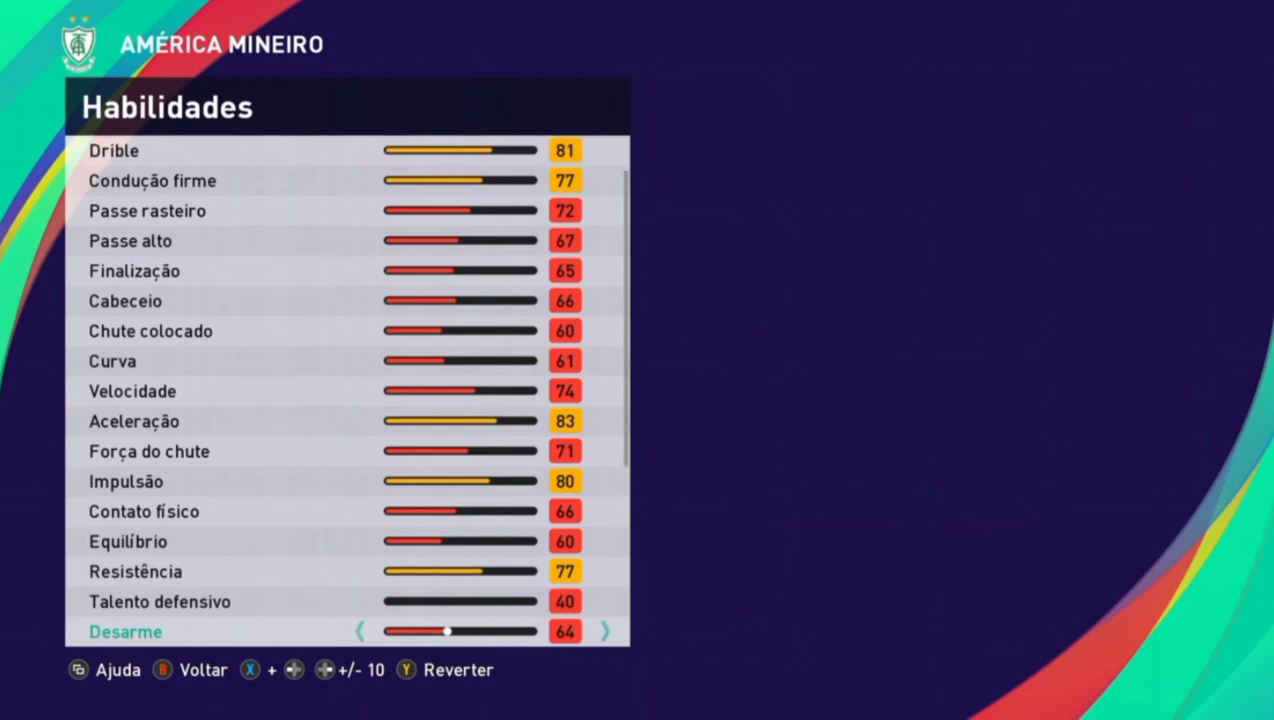 AMÉRICA MINEIRO
Habilidades
Drible 81
Condução firme 77
Passe rasteiro 72
Passe alto 67
Finalização 65
Cabeceio 66
Chute colocado 60
Curva 61
Velocidade 74
Aceleração 83
Força do chute 71
Impulsão 80
Contato físico 66
Equilíbrio 60
Resistência 77
Talento defensivo 40
Desarme 64
Ajuda B Voltar X + +/- 10 Y Reverter